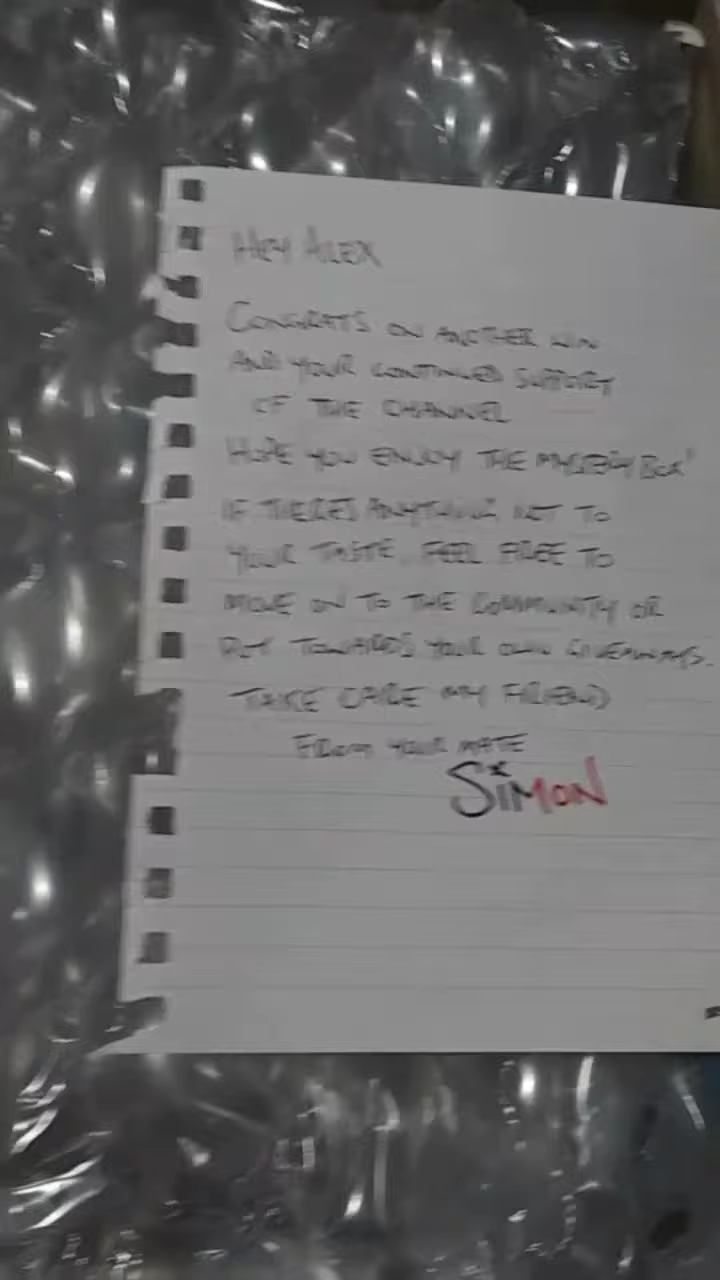 HEY ALEX
CONGRATS ON ANOTHER WIN
AND YOUR CONTINUED SUPPORT
OF THE CHANNEL
HOPE YOU ENJOY THE MYSTERY BOX'
IF THERES ANYTHING NOT TO
YOUR TASTE, FEEL FREE TO
MOVE ON TO THE COMMUNITY OR
PUT TOWARDS YOUR OWN GIVEAWAYS.
TAKE CARE MY FRIEND
FROM YOUR MATE
SIMON